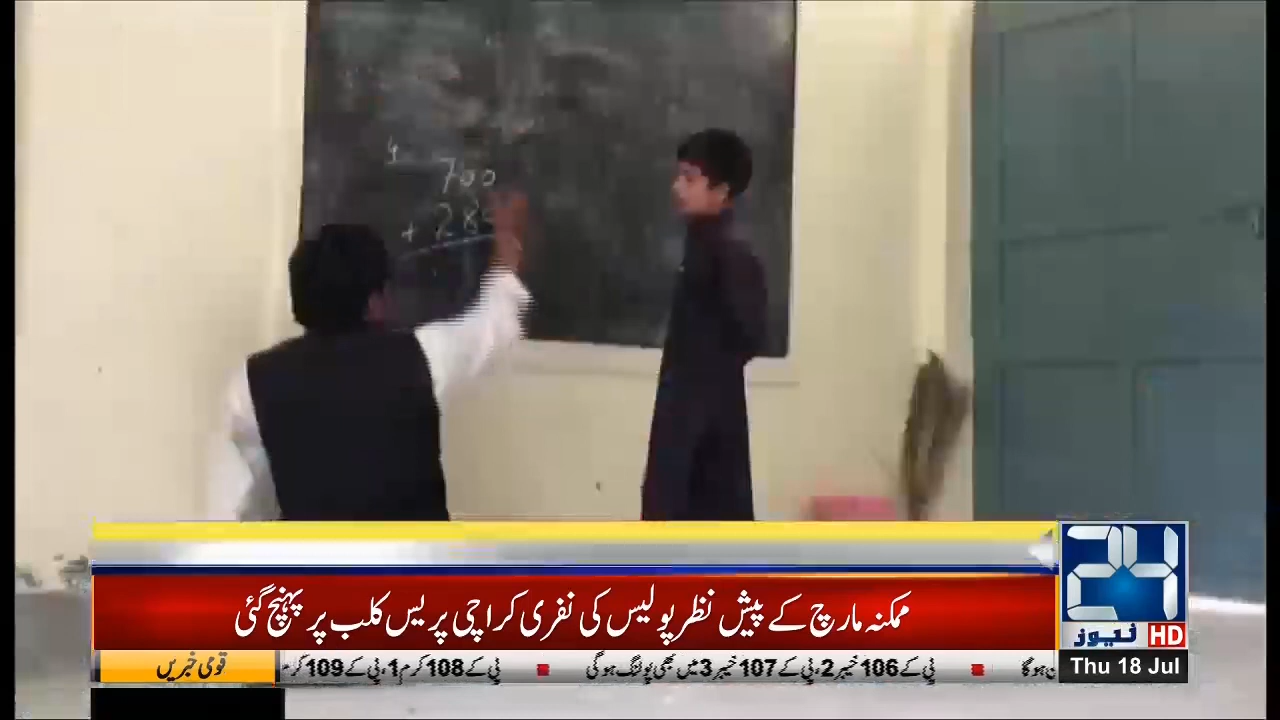 4
700
+ 28
24
نیوز HD
ممکنہ مارچ کے پیش نظر پولیس کی نفری کراچی پریس کلب پر پہنچ گئی
قومی خبریں
ہوگا ■ پی کے 106 خیبر 2، پی کے 107 خیبر 3 میں بھی پولنگ ہوگی ■ پی کے 108 کرم 1، پی کے 109 کرم
Thu 18 Jul